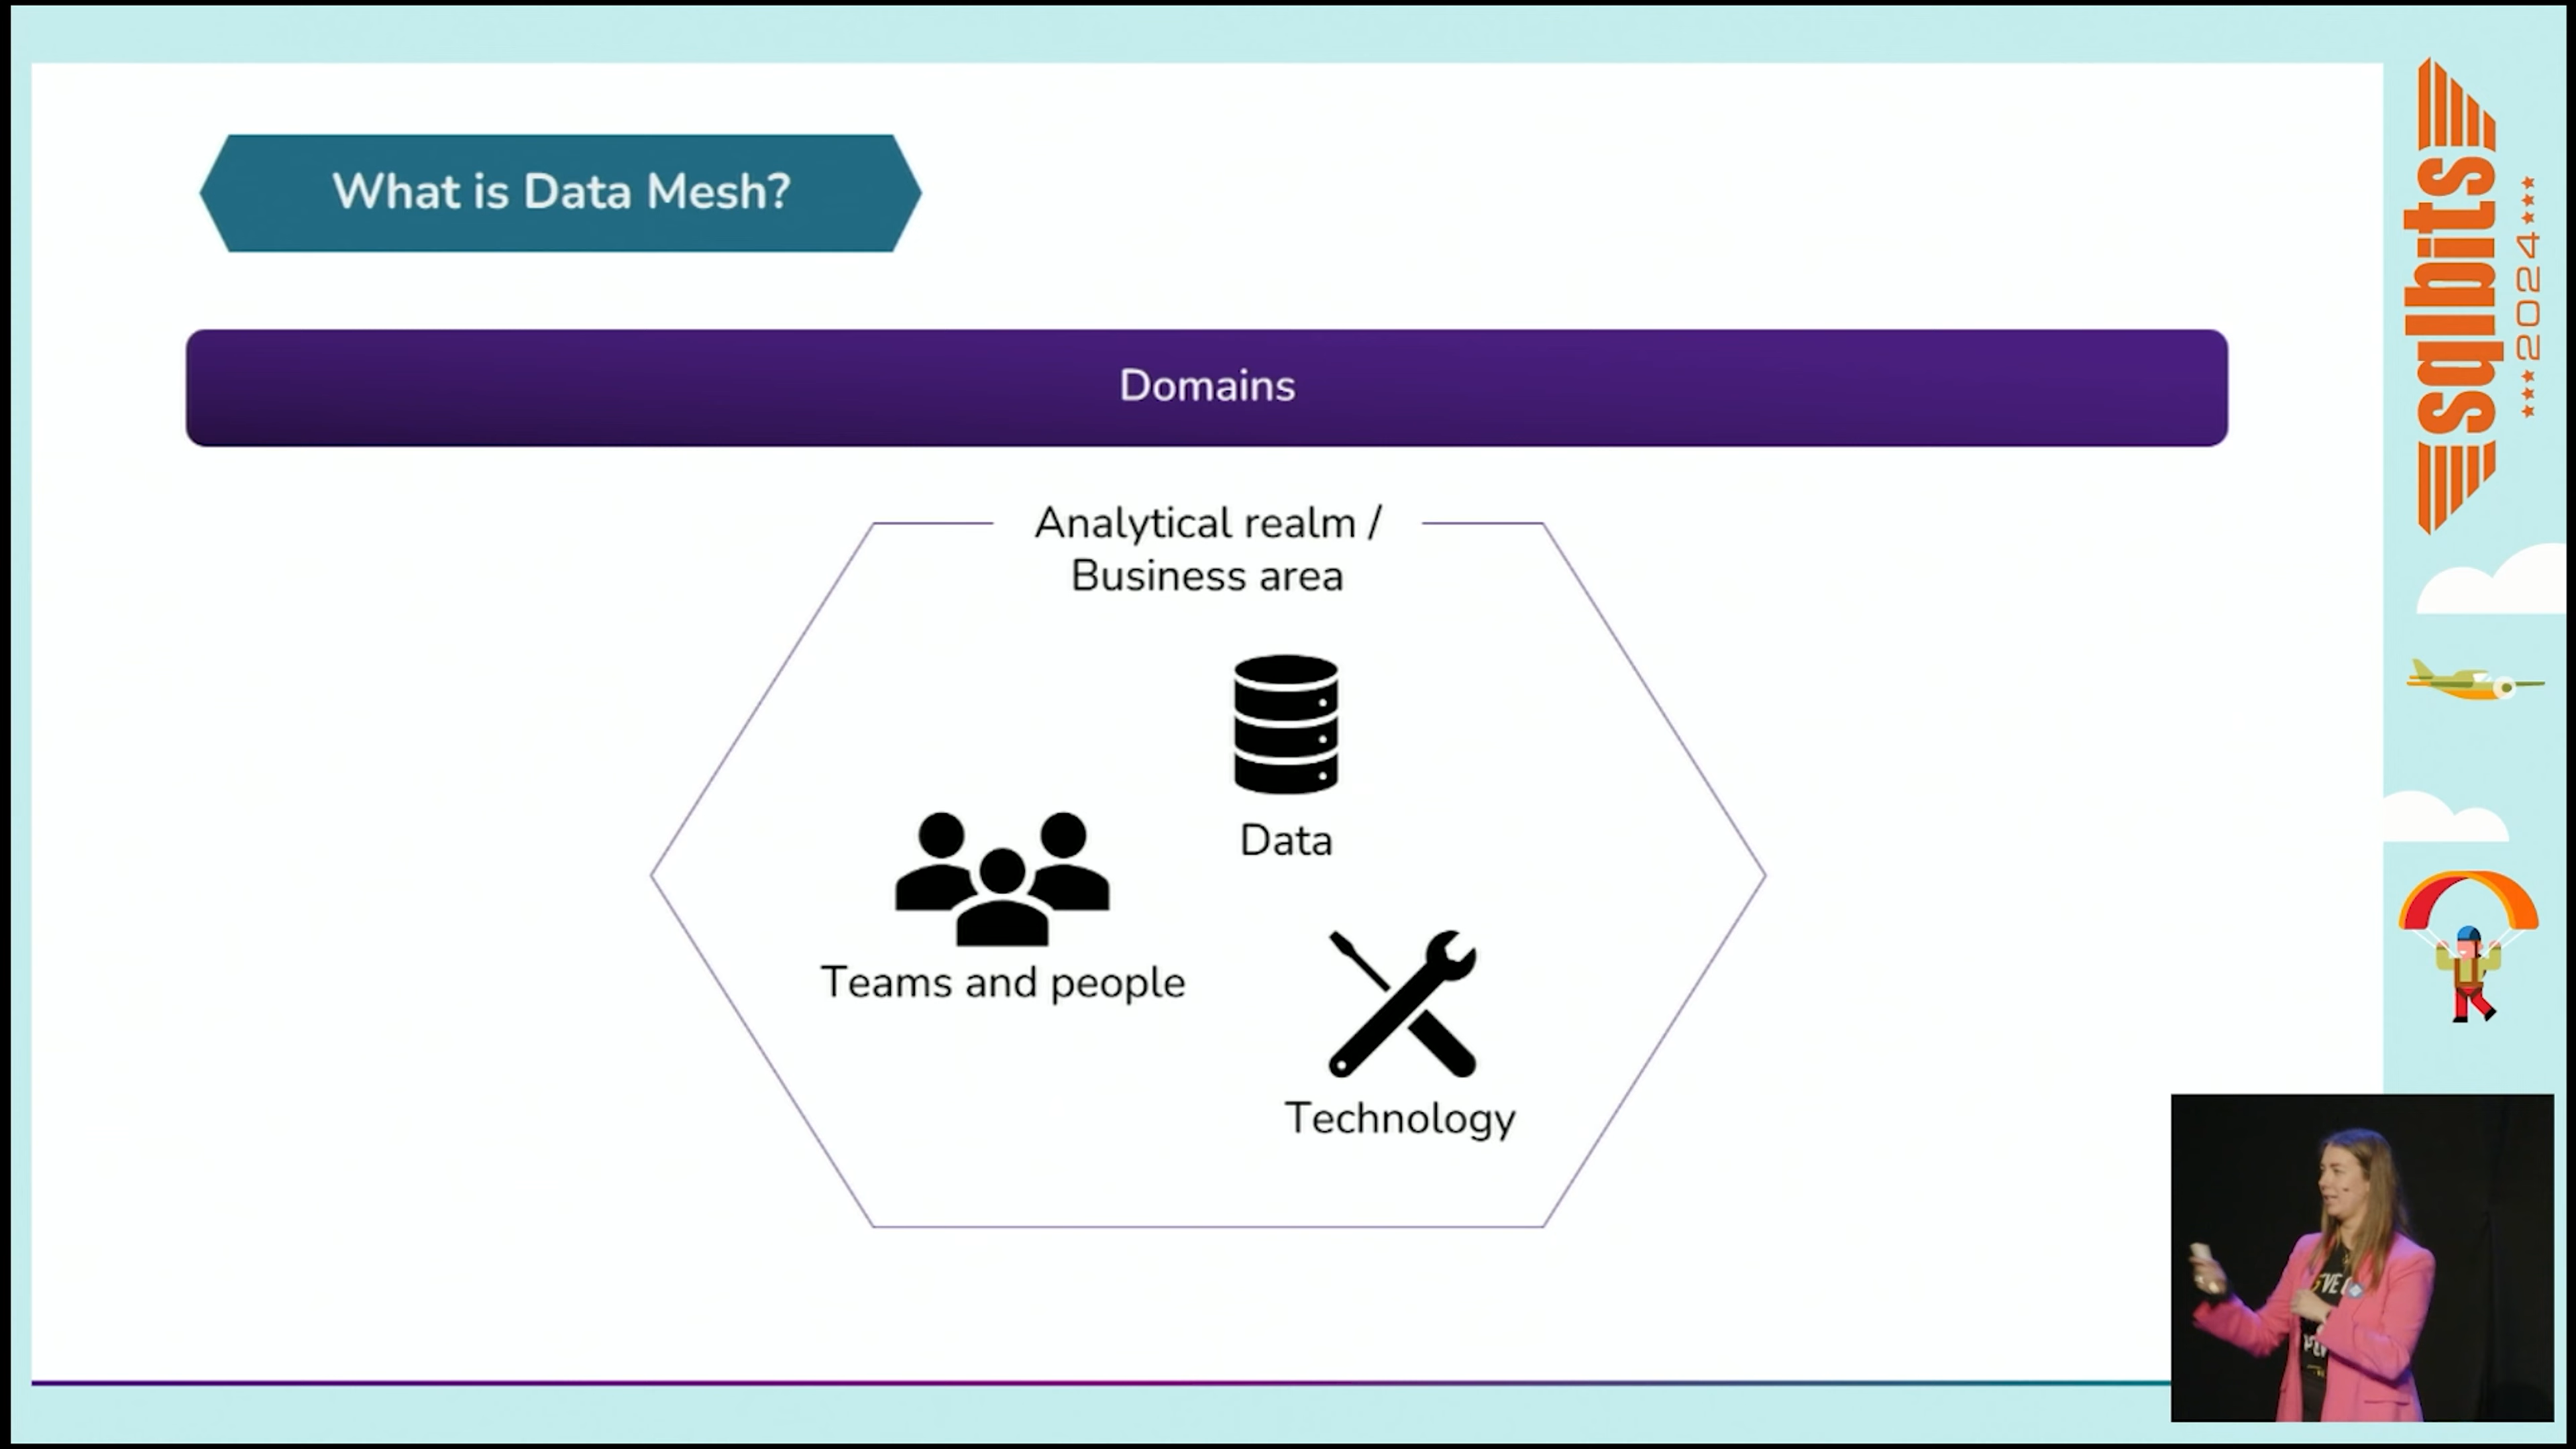 What is Data Mesh?
Domains
Analytical realm /
Business area
Data
Teams and people
Technology
sqlbits
2024